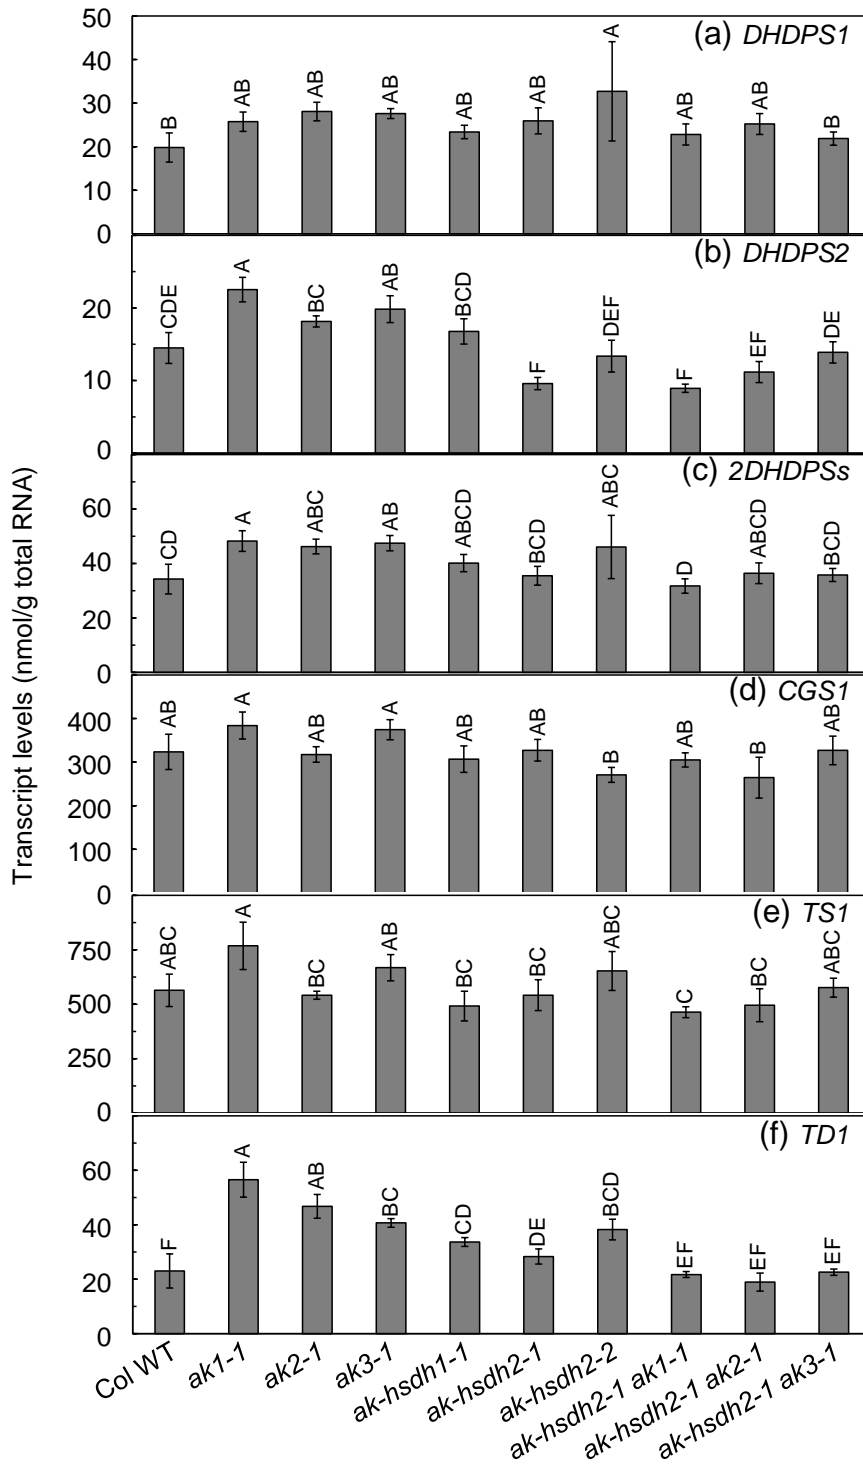 Transcript levels (nmol/g total RNA)
(a) DHDPS1
50
40
30
20
10
0
B
AB
AB
AB
AB
AB
A
AB
AB
B
(b) DHDPS2
20
10
0
CDE
A
BC
AB
BCD
F
DEF
F
EF
DE
(c) 2DHDPSs
60
40
20
0
CD
A
ABC
AB
ABCD
BCD
ABC
D
ABCD
BCD
(d) CGS1
400
300
200
100
0
AB
A
AB
A
AB
AB
B
AB
B
AB
(e) TS1
750
500
250
0
ABC
A
BC
AB
BC
BC
ABC
C
BC
ABC
(f) TD1
60
40
20
0
F
A
AB
BC
CD
DE
BCD
EF
EF
EF
Col WT
ak1-1
ak2-1
ak3-1
ak-hsdh1-1
ak-hsdh2-1
ak-hsdh2-2
ak-hsdh2-1 ak1-1
ak-hsdh2-1 ak2-1
ak-hsdh2-1 ak3-1